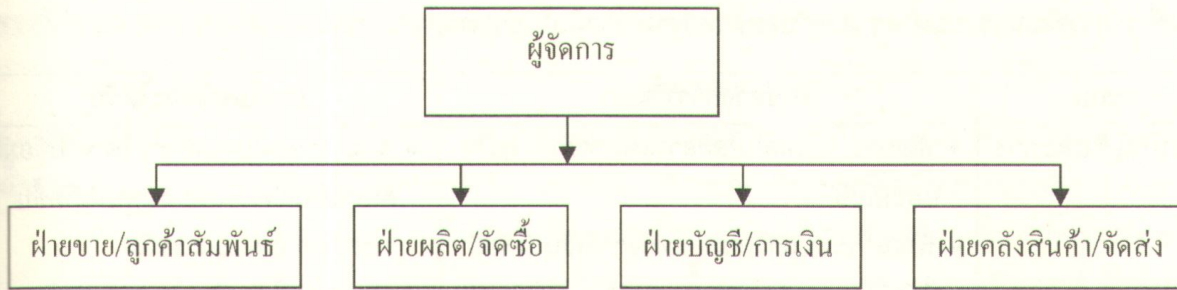 ผู้จัดการ
ฝ่ายขาย/ลูกค้าสัมพันธ์
ฝ่ายผลิต/จัดซื้อ
ฝ่ายบัญชี/การเงิน
ฝ่ายคลังสินค้า/จัดส่ง